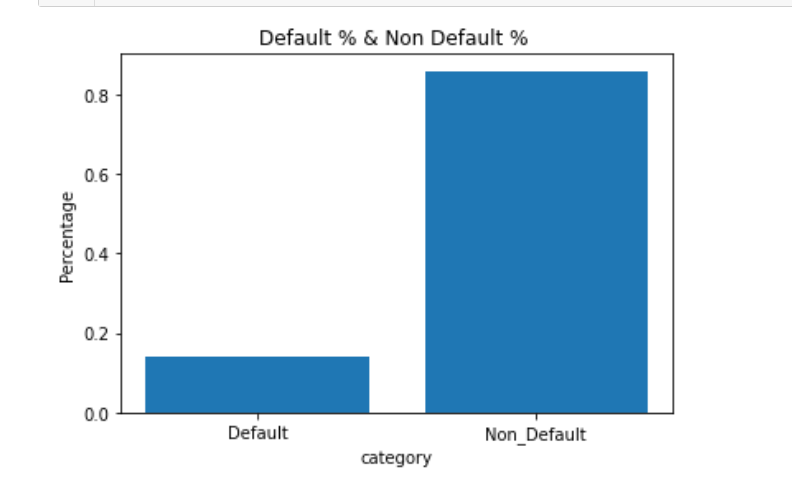 Default % & Non Default %
Percentage
0.8
0.6
0.4
0.2
0.0
Default Non_Default
category